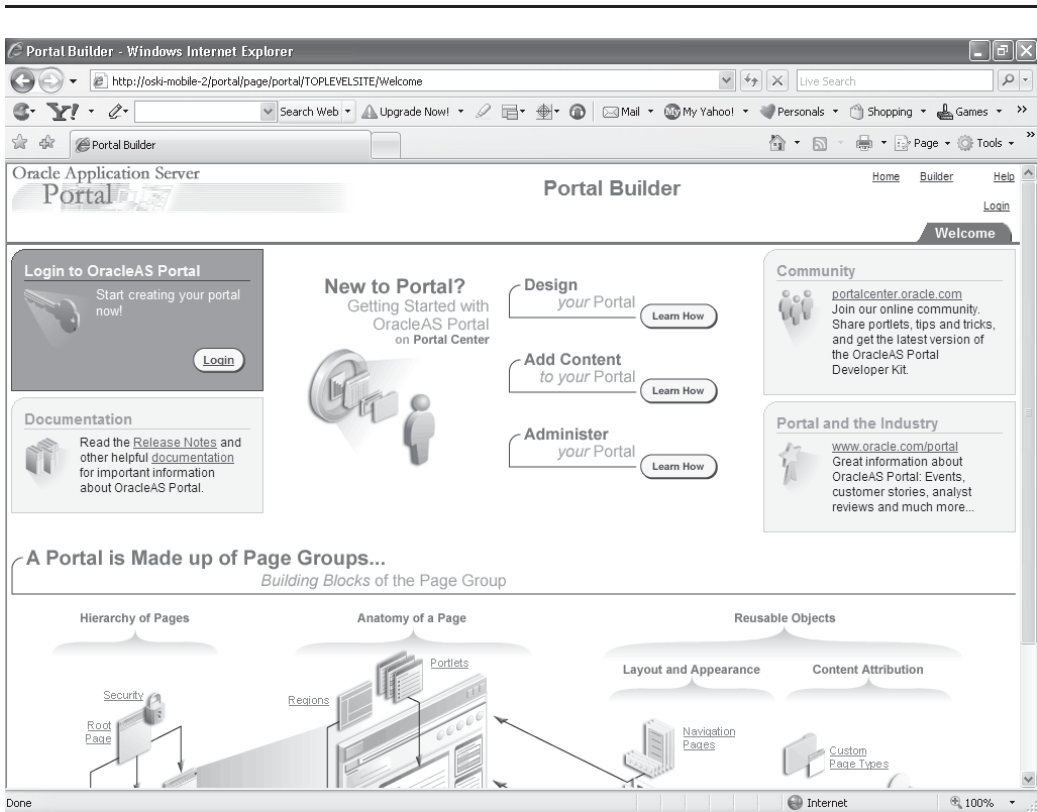 Portal Builder - Windows Internet Explorer
http://oski-mobile-2/portal/page/portal/TOPLEVELSITE/Welcome
Live Search
Y!
Search Web
Upgrade Now!
Mail
My Yahoo!
Personals
Shopping
Games
Portal Builder
Page
Tools
Oracle Application Server
Portal
Portal Builder
Home
Builder
Help
Login
Welcome
Login to OracleAS Portal
Start creating your portal
now!
Login
Documentation
Read the Release Notes and
other helpful documentation
for important information
about OracleAS Portal.
New to Portal?
Getting Started with
OracleAS Portal
on Portal Center
Design
your Portal
Learn How
Add Content
to your Portal
Learn How
Administer
your Portal
Learn How
Community
portalcenter.oracle.com
Join our online community.
Share portlets, tips and tricks,
and get the latest version of
the OracleAS Portal
Developer Kit.
Portal and the Industry
www.oracle.com/portal
Great information about
OracleAS Portal: Events,
customer stories, analyst
reviews and much more...
A Portal is Made up of Page Groups...
Building Blocks of the Page Group
Hierarchy of Pages
Security
Root
Page
Anatomy of a Page
Regions
Portlets
Reusable Objects
Layout and Appearance
Content Attribution
Navigation
Pages
Custom
Page Types
Done
Internet
100%